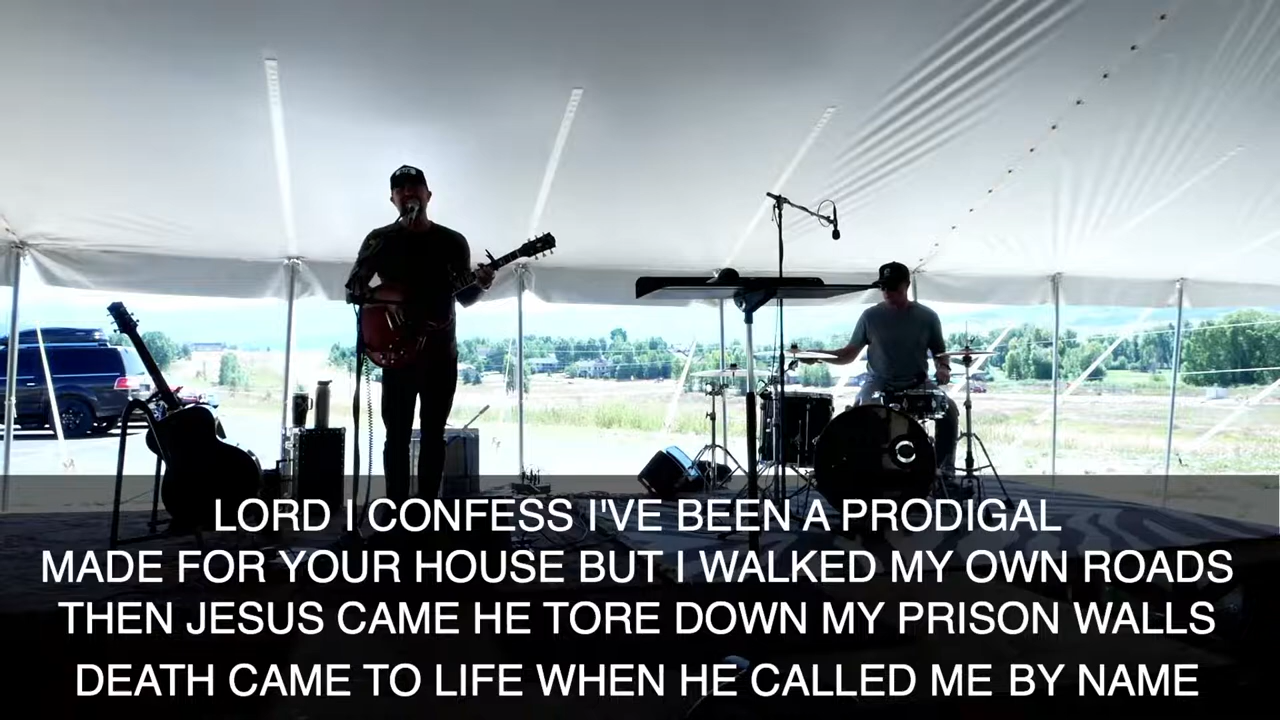 LORD I CONFESS I'VE BEEN A PRODIGAL
MADE FOR YOUR HOUSE BUT I WALKED MY OWN ROADS
THEN JESUS CAME HE TORE DOWN MY PRISON WALLS
DEATH CAME TO LIFE WHEN HE CALLED ME BY NAME